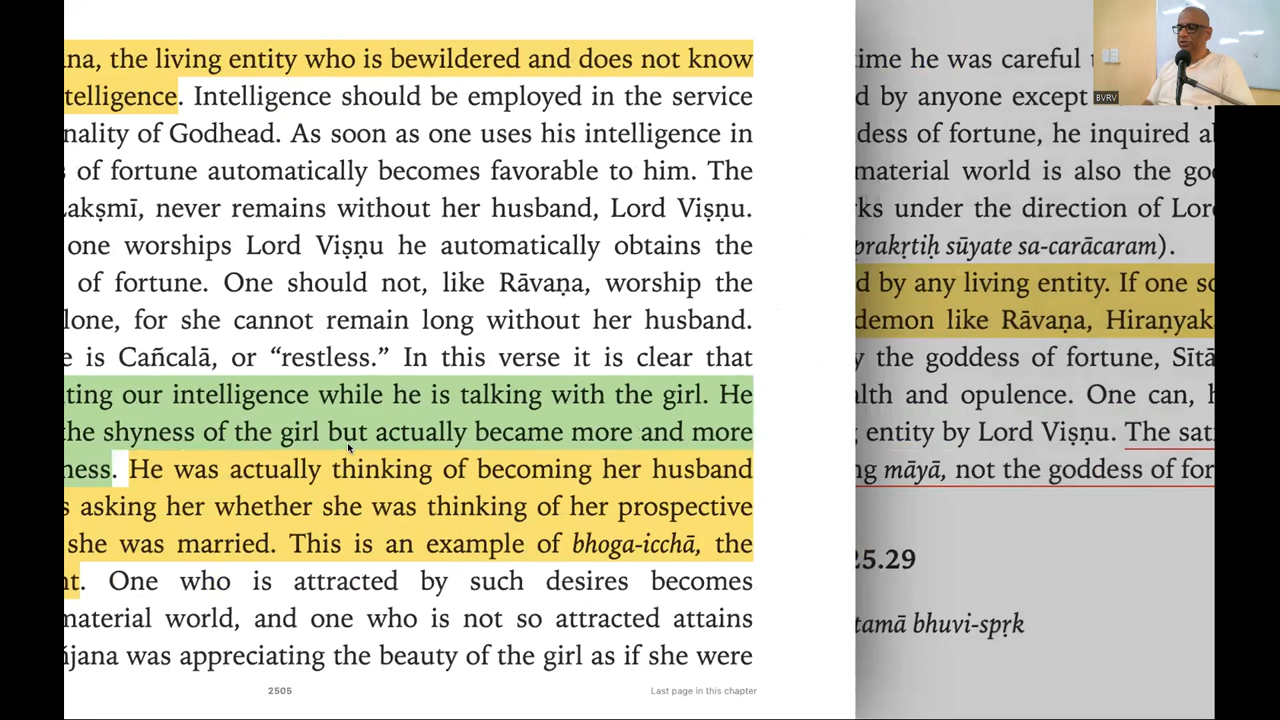 the living entity who is bewildered and does not know
telligence. Intelligence should be employed in the service
nality of Godhead. As soon as one uses his intelligence in
of fortune automatically becomes favorable to him. The
akṣmī, never remains without her husband, Lord Viṣṇu.
one worships Lord Viṣṇu he automatically obtains the
of fortune. One should not, like Rāvaṇa, worship the
lone, for she cannot remain long without her husband.
is Cañcalā, or “restless.” In this verse it is clear that
ting our intelligence while he is talking with the girl. He
the shyness of the girl but actually became more and more
ness. He was actually thinking of becoming her husband
asking her whether she was thinking of her prospective
she was married. This is an example of bhoga-icchā, the
One who is attracted by such desires becomes
material world, and one who is not so attracted attains
jana was appreciating the beauty of the girl as if she were
2505
Last page in this chapter
ime he was careful
d by anyone except
dess of fortune, he inquired
material world is also the
ks under the direction of
prakṛtiḥ sūyate sa-carācaram).
d by any living entity. If one
demon like Rāvaṇa, Hiraṇyak
the goddess of fortune, Sītā
alth and opulence. One can,
entity by Lord Viṣṇu. The
māyā, not the goddess of for
25.29
tamā bhuvi-spṛk
BVRV